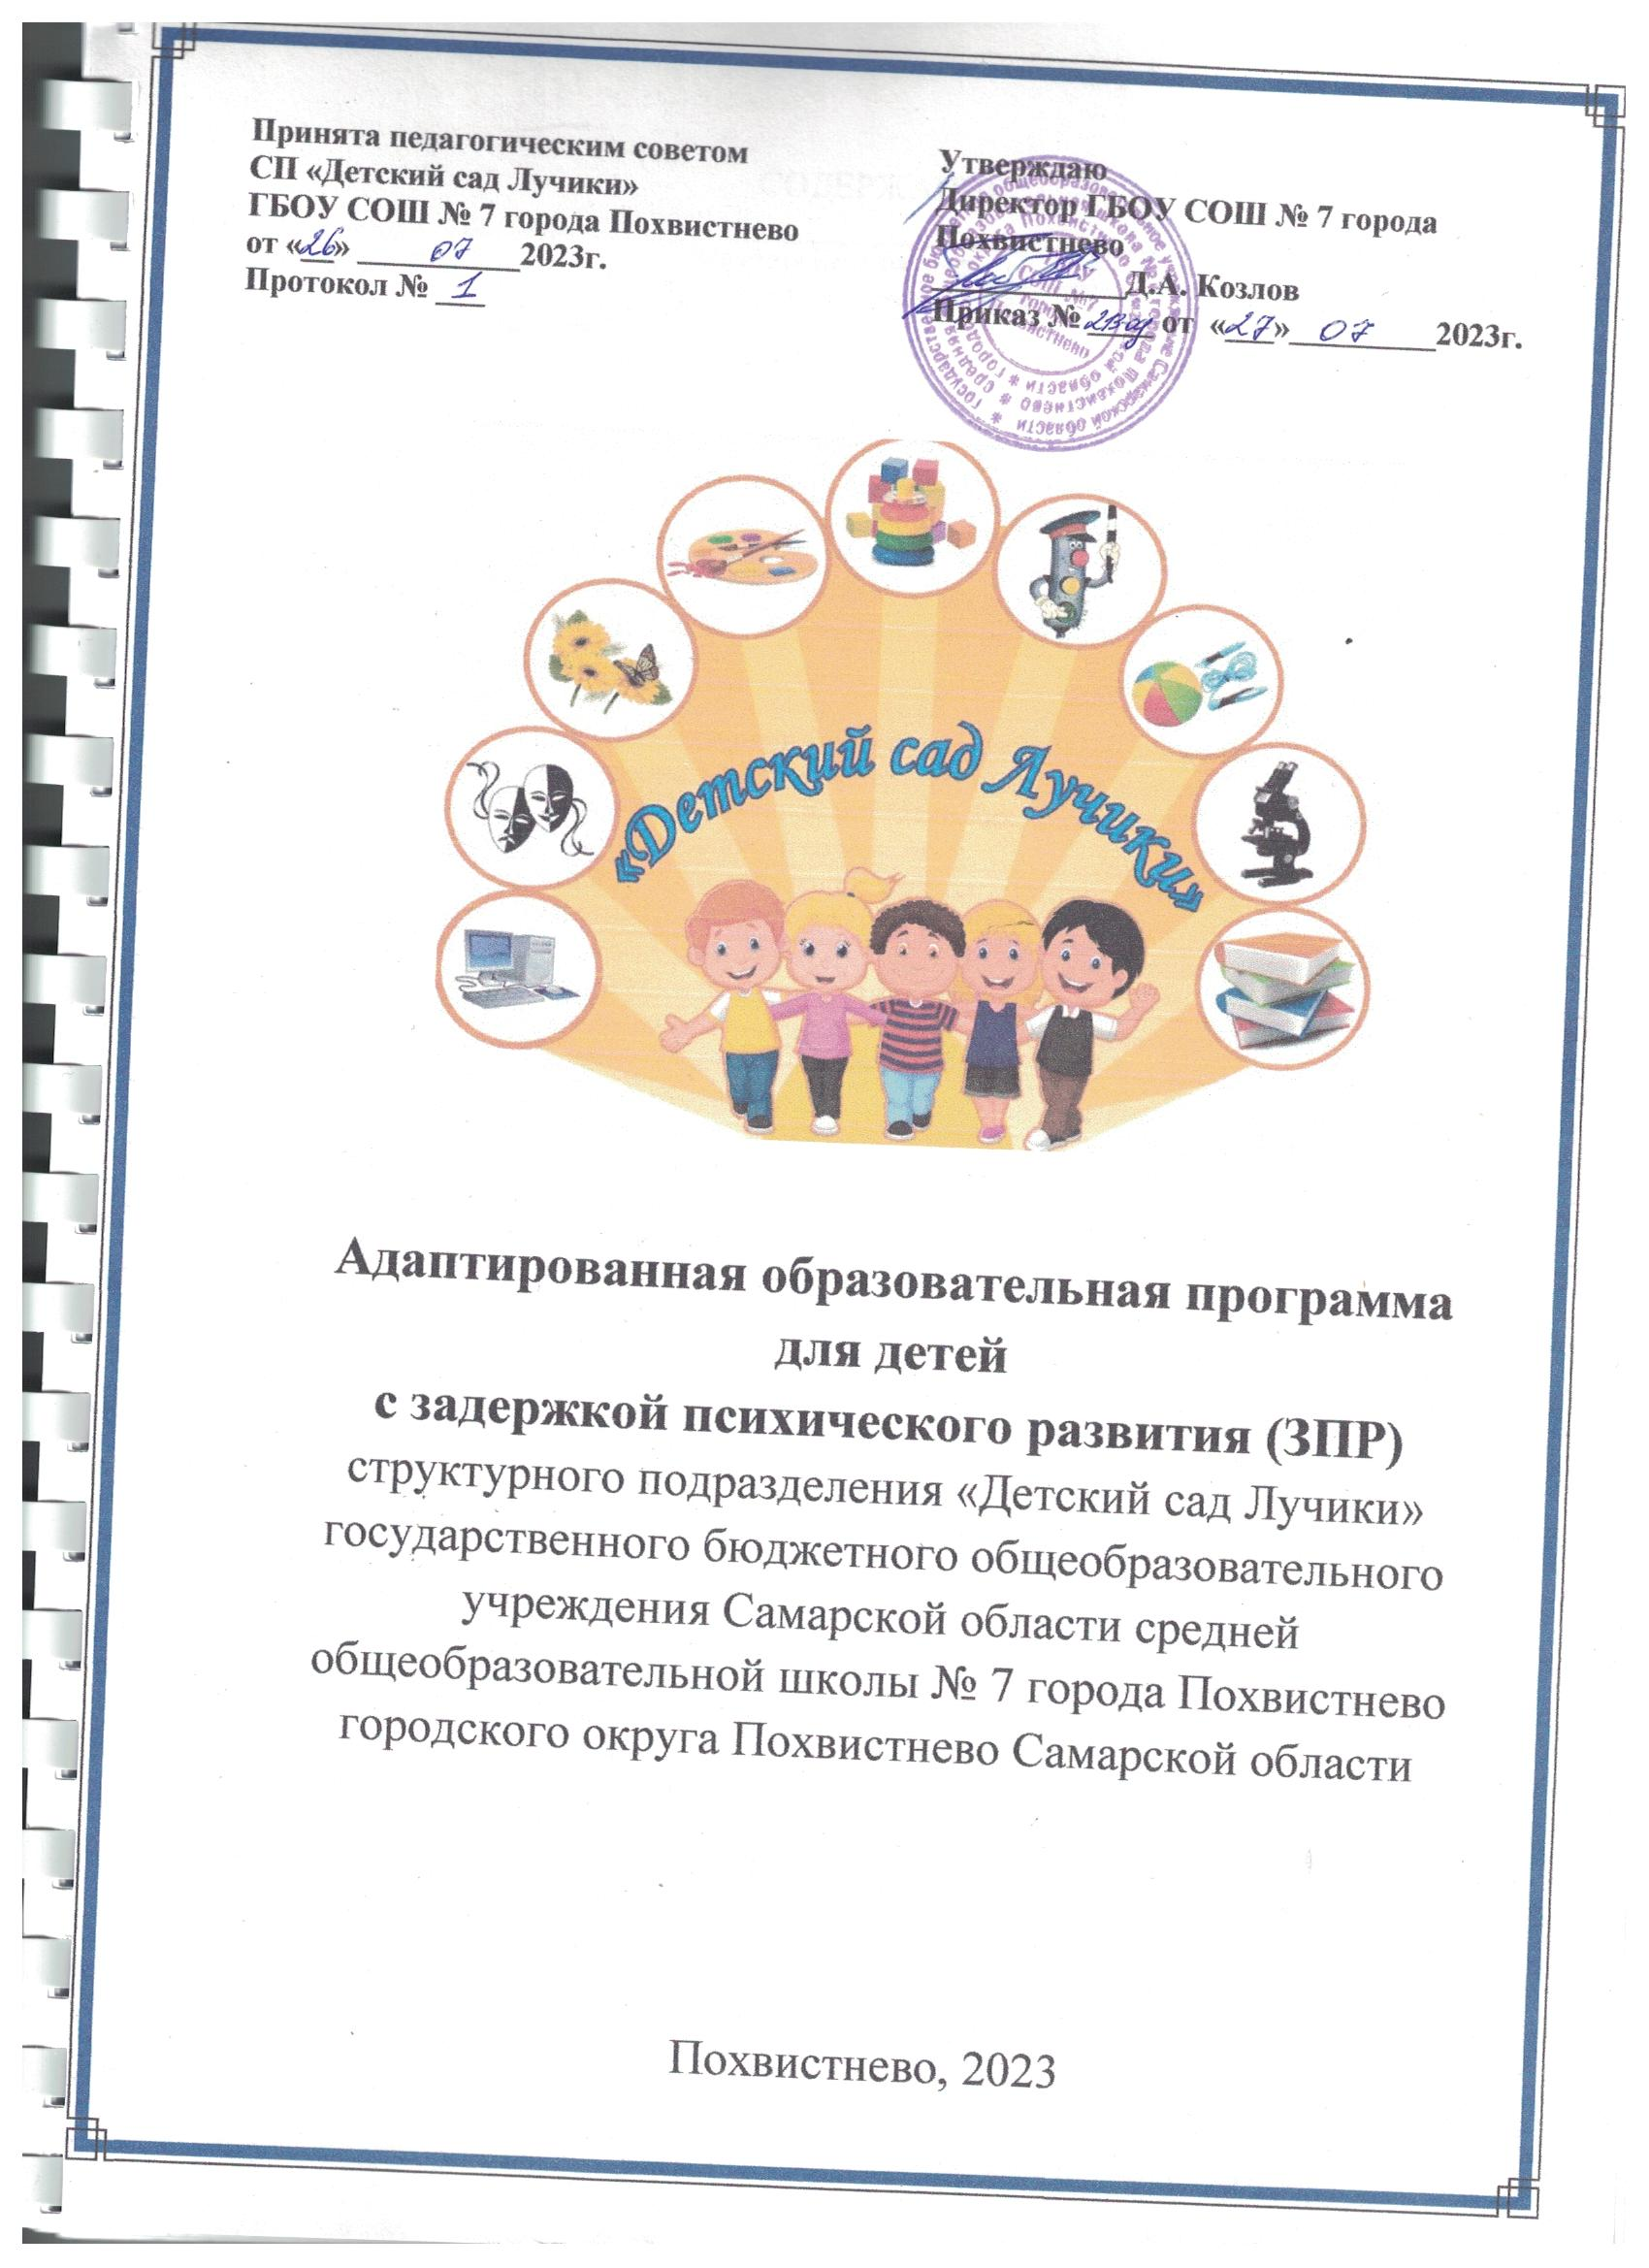 Принята педагогическим советом
СП «Детский сад Лучики»
ГБОУ СОШ № 7 города Похвистнево
от «26» 07 2023г.
Протокол № 1
Утверждаю
Директор ГБОУ СОШ № 7 города
Похвистнево
Д.А. Козлов
Приказ № от «27» 07 2023г.
«Детский сад Лучики»
Адаптированная образовательная программа
для детей
с задержкой психического развития (ЗПР)
структурного подразделения «Детский сад Лучики»
государственного бюджетного общеобразовательного
учреждения Самарской области средней
общеобразовательной школы № 7 города Похвистнево
городского округа Похвистнево Самарской области
Похвистнево, 2023